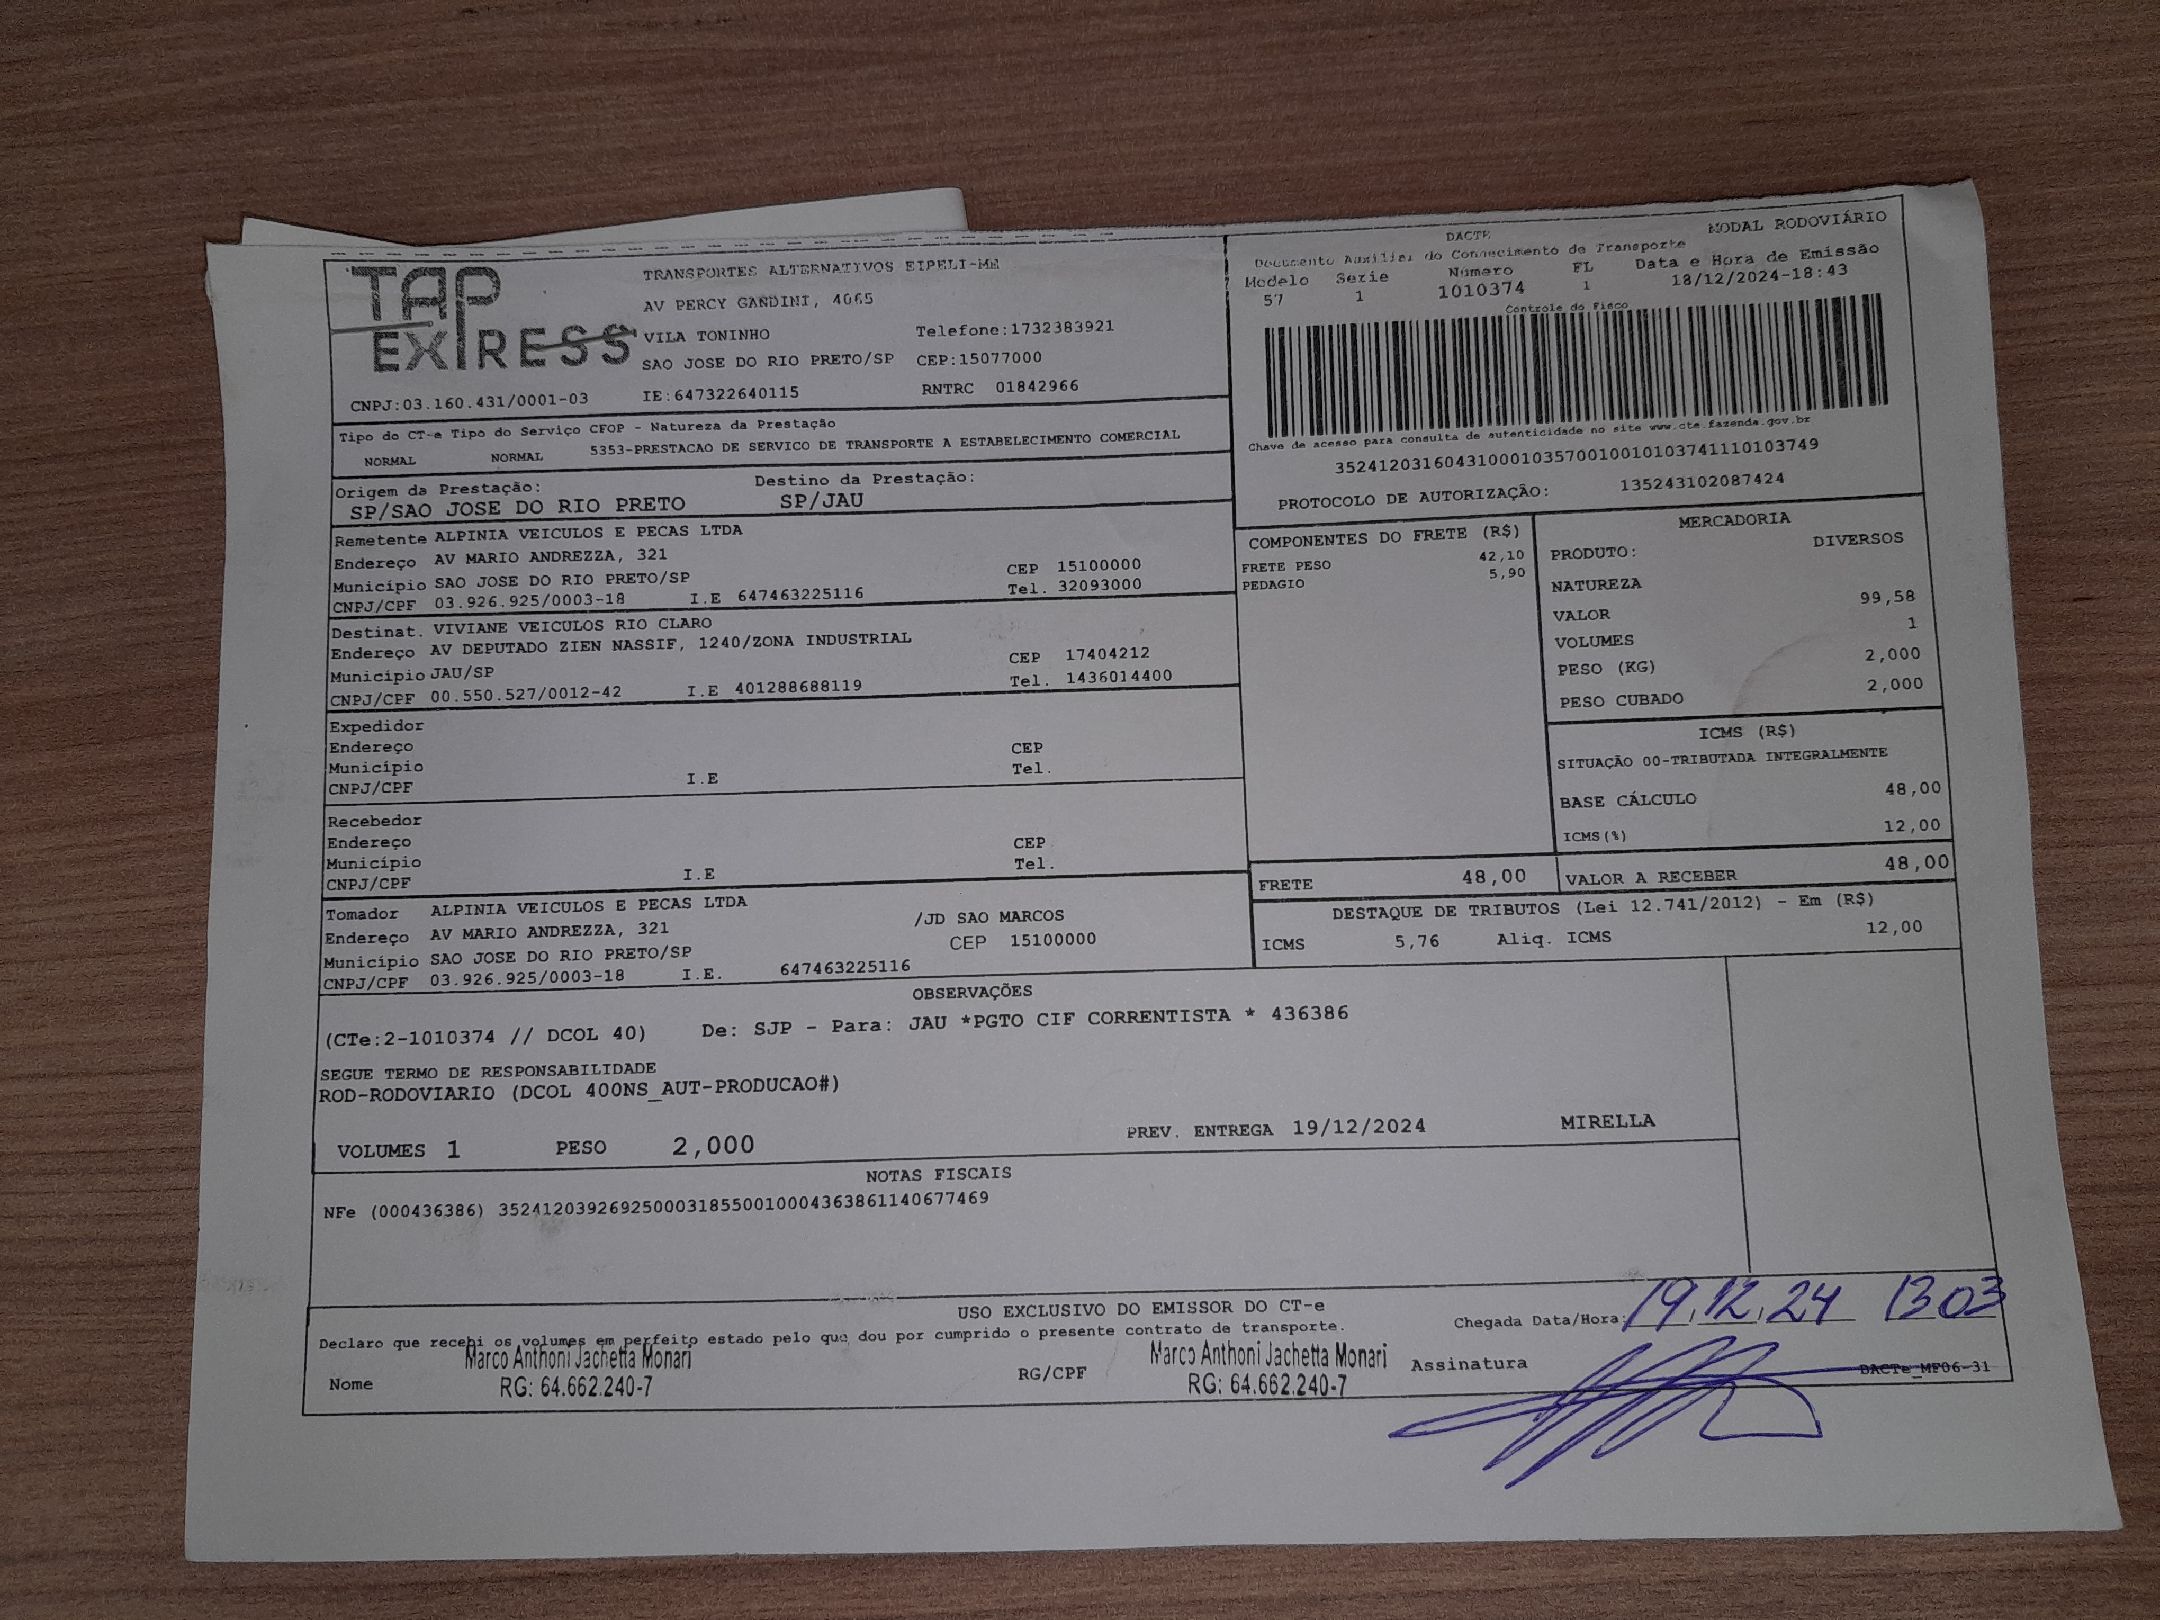 TAP EXPRESS
TRANSPORTES ALTERNATIVOS EIPELI-ME
AV PERCY GANDINI, 4065
VILA TONINHO Telefone:1732383921
SAO JOSE DO RIO PRETO/SP CEP:15077000
CNPJ:03.160.431/0001-03 IE:647322640115 RNTRC 01842966
DACTE MODAL RODOVIÁRIO
Documento Auxiliar do Conhecimento de Transporte
Modelo Serie Número FL Data e Hora de Emissão
57 1 1010374 1 18/12/2024-18:43
Controle do Fisco
Chave de acesso para consulta de autenticidade no site www.cte.fazenda.gov.br
35241203160431000103570010010103741110103749
PROTOCOLO DE AUTORIZAÇÃO: 135243102087424
Tipo do CT-e Tipo do Serviço CFOP - Natureza da Prestação
NORMAL NORMAL 5353-PRESTACAO DE SERVICO DE TRANSPORTE A ESTABELECIMENTO COMERCIAL
Origem da Prestação: Destino da Prestação:
SP/SAO JOSE DO RIO PRETO SP/JAU
Remetente ALPINIA VEICULOS E PECAS LTDA
Endereço AV MARIO ANDREZZA, 321
Município SAO JOSE DO RIO PRETO/SP CEP 15100000
CNPJ/CPF 03.926.925/0003-18 I.E 647463225116 Tel. 32093000
Destinat. VIVIANE VEICULOS RIO CLARO
Endereço AV DEPUTADO ZIEN NASSIF, 1240/ZONA INDUSTRIAL
Município JAU/SP CEP 17404212
CNPJ/CPF 00.550.527/0012-42 I.E 401288688119 Tel. 1436014400
Expedidor
Endereço CEP
Município Tel.
CNPJ/CPF I.E
Recebedor
Endereço CEP
Município Tel.
CNPJ/CPF I.E
Tomador ALPINIA VEICULOS E PECAS LTDA
Endereço AV MARIO ANDREZZA, 321 /JD SAO MARCOS
Município SAO JOSE DO RIO PRETO/SP CEP 15100000
CNPJ/CPF 03.926.925/0003-18 I.E. 647463225116
COMPONENTES DO FRETE (R$)
FRETE PESO 42,10
PEDAGIO 5,90
MERCADORIA
PRODUTO: DIVERSOS
NATUREZA
VALOR 99,58
VOLUMES 1
PESO (KG) 2,000
PESO CUBADO 2,000
ICMS (R$)
SITUAÇÃO 00-TRIBUTADA INTEGRALMENTE
BASE CÁLCULO 48,00
ICMS(%) 12,00
FRETE 48,00 VALOR A RECEBER 48,00
DESTAQUE DE TRIBUTOS (Lei 12.741/2012) - Em (R$)
ICMS 5,76 Aliq. ICMS 12,00
OBSERVAÇÕES
(CTe:2-1010374 // DCOL 40) De: SJP - Para: JAU *PGTO CIF CORRENTISTA * 436386
SEGUE TERMO DE RESPONSABILIDADE
ROD-RODOVIARIO (DCOL 400NS_AUT-PRODUCAO#)
VOLUMES 1 PESO 2,000 PREV. ENTREGA 19/12/2024 MIRELLA
NOTAS FISCAIS
NFe (000436386) 35241203926925000318550010004363861140677469
USO EXCLUSIVO DO EMISSOR DO CT-e
Declaro que recebi os volumes em perfeito estado pelo que dou por cumprido o presente contrato de transporte.
Chegada Data/Hora: 19,12,24 13 03
Marco Anthoni Jachetta Monari Marco Anthoni Jachetta Monari
Nome RG: 64.662.240-7 RG/CPF RG: 64.662.240-7 Assinatura DACTe_MF06-31